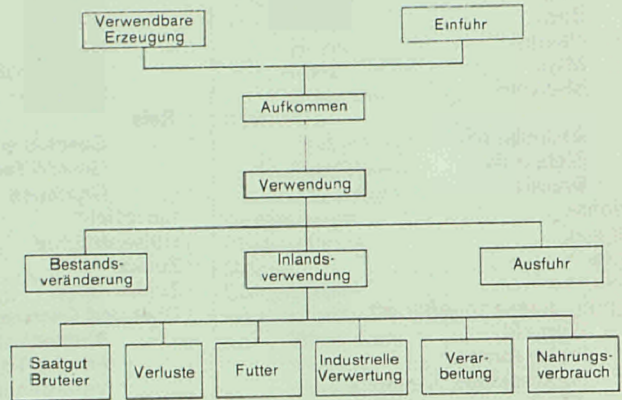 Verwendbare
Erzeugung
Einfuhr
Aufkommen
Verwendung
Bestands-
veränderung
Inlands-
verwendung
Ausfuhr
Saatgut
Bruteier
Verluste
Futter
Industrielle
Verwertung
Verar-
beitung
Nahrungs-
verbrauch
Reis